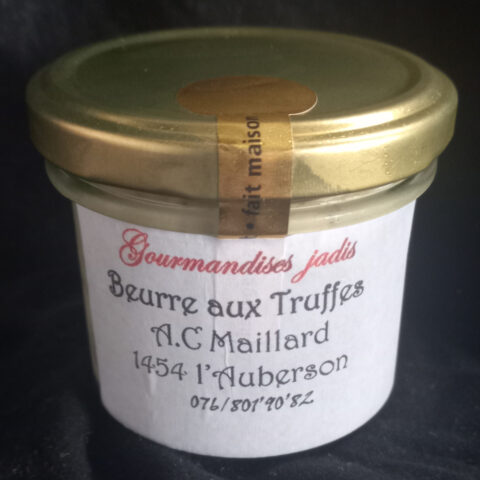 • fait maison
Gourmandises jadis
Beurre aux Truffes
A.C Maillard
1454 l'Auberson
076/801'90'82